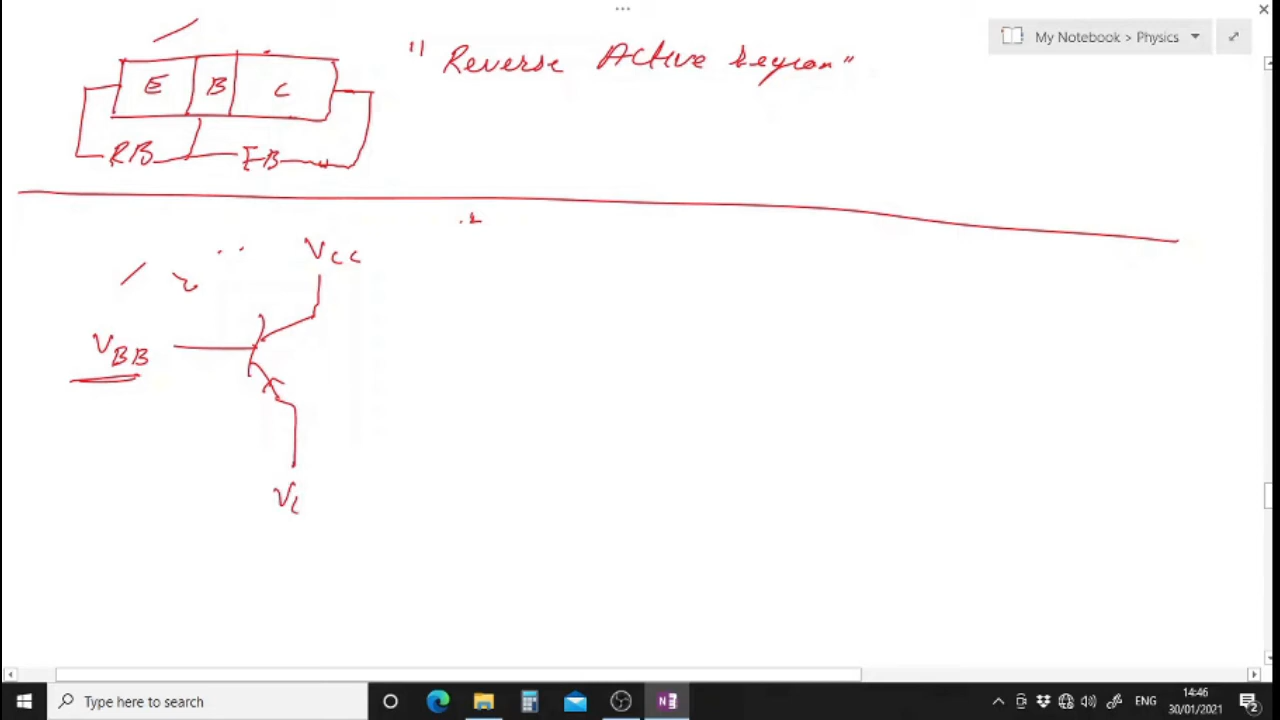 My Notebook > Physics
"Reverse Active region"
E B C
RB FB
VCC
VBB
V
Type here to search
ENG
14:46
30/01/2021
2